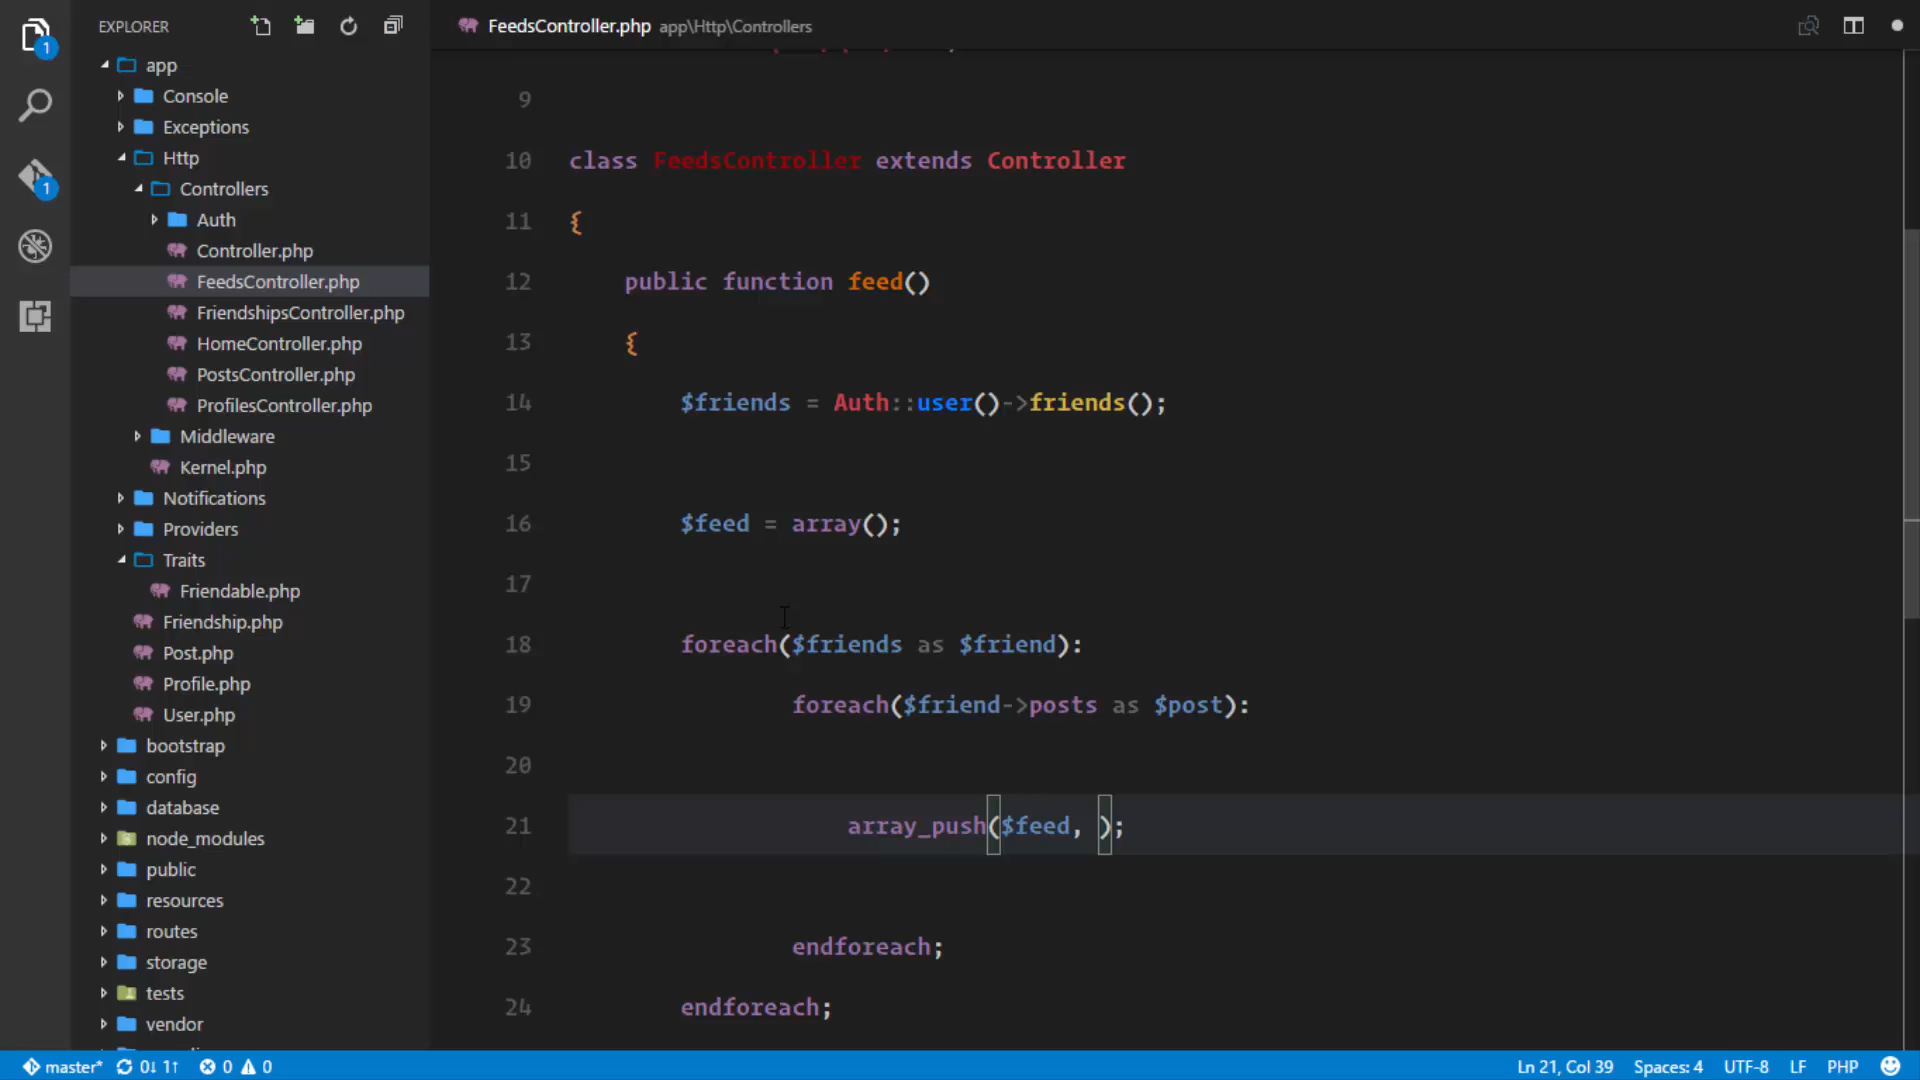 EXPLORER
FeedsController.php app\Http\Controllers
1
1
app
Console
Exceptions
Http
Controllers
Auth
Controller.php
FeedsController.php
FriendshipsController.php
HomeController.php
PostsController.php
ProfilesController.php
Middleware
Kernel.php
Notifications
Providers
Traits
Friendable.php
Friendship.php
Post.php
Profile.php
User.php
bootstrap
config
database
node_modules
public
resources
routes
storage
tests
vendor
9
10 class FeedsController extends Controller
11 {
12 public function feed()
13 {
14 $friends = Auth::user()->friends();
15
16 $feed = array();
17
18 foreach($friends as $friend):
19 foreach($friend->posts as $post):
20
21 array_push($feed, );
22
23 endforeach;
24 endforeach;
master* 0↓ 1↑ 0 0
Ln 21, Col 39 Spaces: 4 UTF-8 LF PHP